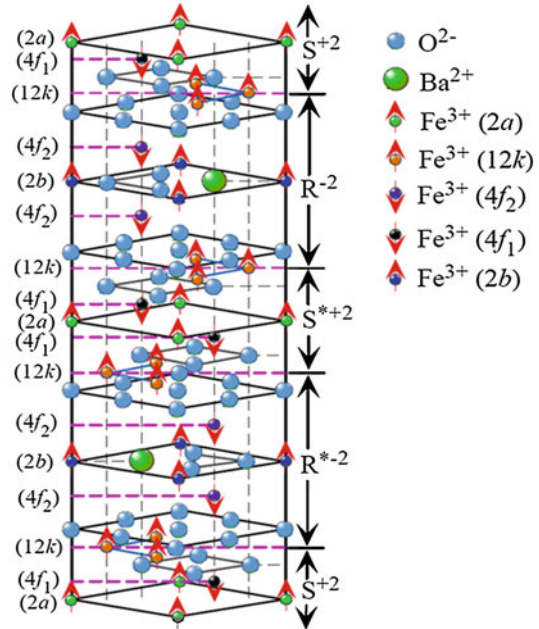 (2a)
(4f₁)
(12k)
(4f₂)
(2b)
(4f₂)
(12k)
(4f₁)
(2a)
(4f₁)
(12k)
(4f₂)
(2b)
(4f₂)
(12k)
(4f₁)
(2a)
S⁺²
R⁻²
S*⁺²
R*⁻²
S⁺²
O²⁻
Ba²⁺
Fe³⁺ (2a)
Fe³⁺ (12k)
Fe³⁺ (4f₂)
Fe³⁺ (4f₁)
Fe³⁺ (2b)